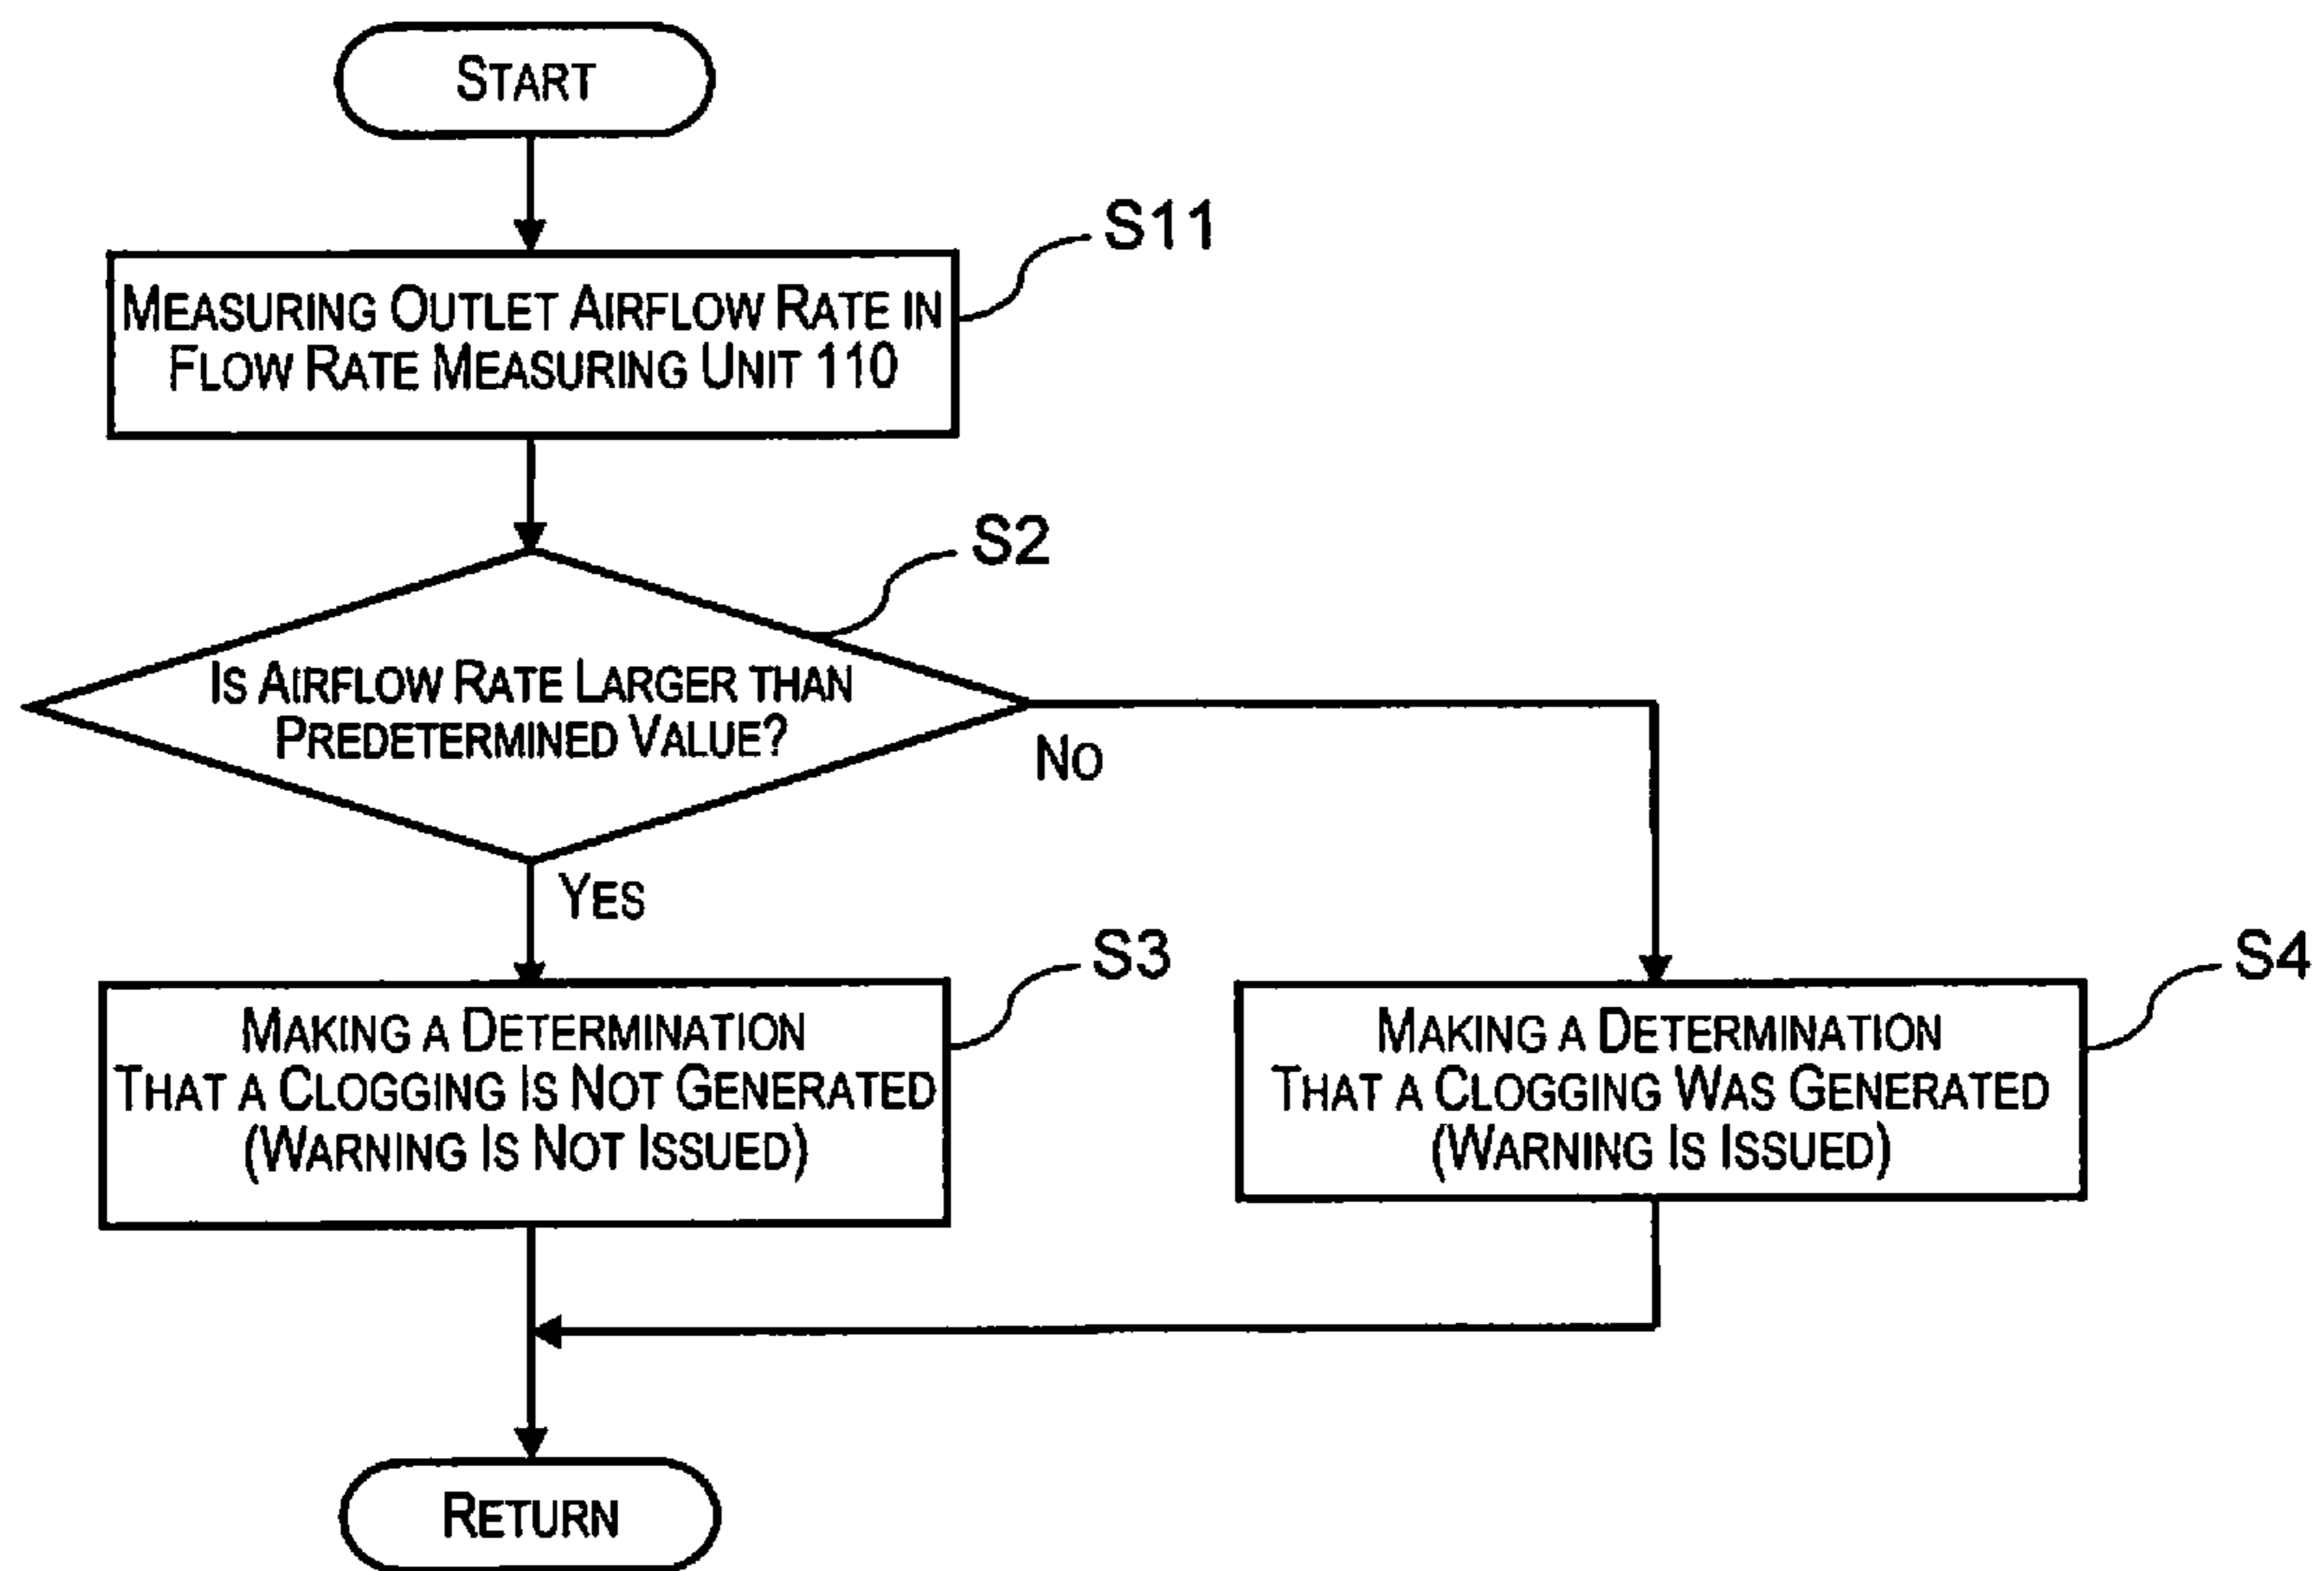 START
S11
MEASURING OUTLET AIRFLOW RATE IN
FLOW RATE MEASURING UNIT 110
S2
IS AIRFLOW RATE LARGER THAN
PREDETERMINED VALUE?
NO
YES
S3
MAKING A DETERMINATION
THAT A CLOGGING IS NOT GENERATED
(WARNING IS NOT ISSUED)
S4
MAKING A DETERMINATION
THAT A CLOGGING WAS GENERATED
(WARNING IS ISSUED)
RETURN